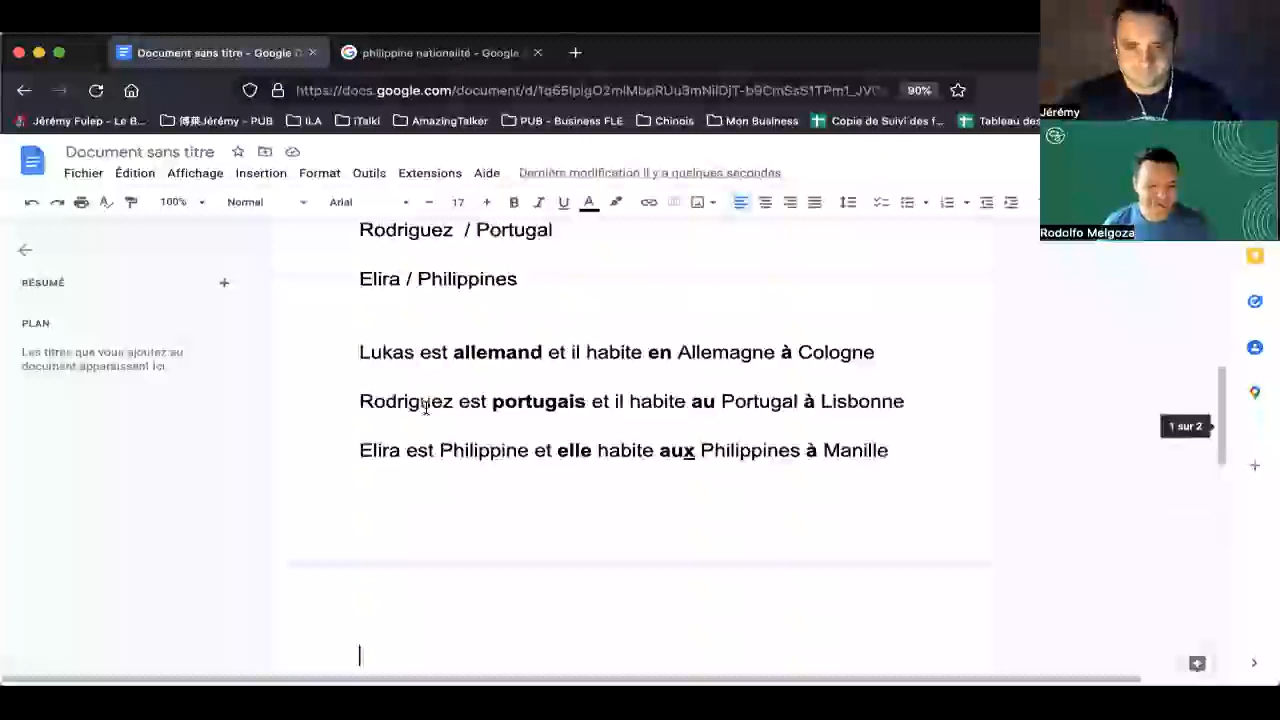 Document sans titre - Google D
philippine nationalité - Google
https://docs.google.com/document/d/
90%
Jérémy Fulep - Le B...
PUB
ILA
iTalki
AmazingTalker
PUB - Business FLE
Chinois
Mon Business
Copie de Suivi des f...
Tableau des
Jérémy
Rodolfo Melgoza
Document sans titre
Fichier Édition Affichage Insertion Format Outils Extensions Aide Dernière modification il y a quelques secondes
100% Normal Arial 17 B I U A
Rodriguez / Portugal
Elira / Philippines
RÉSUMÉ
PLAN
Les titres que vous ajoutez au
document apparaissent ici.
Lukas est allemand et il habite en Allemagne à Cologne
Rodriguez est portugais et il habite au Portugal à Lisbonne
Elira est Philippine et elle habite aux Philippines à Manille
1 sur 2